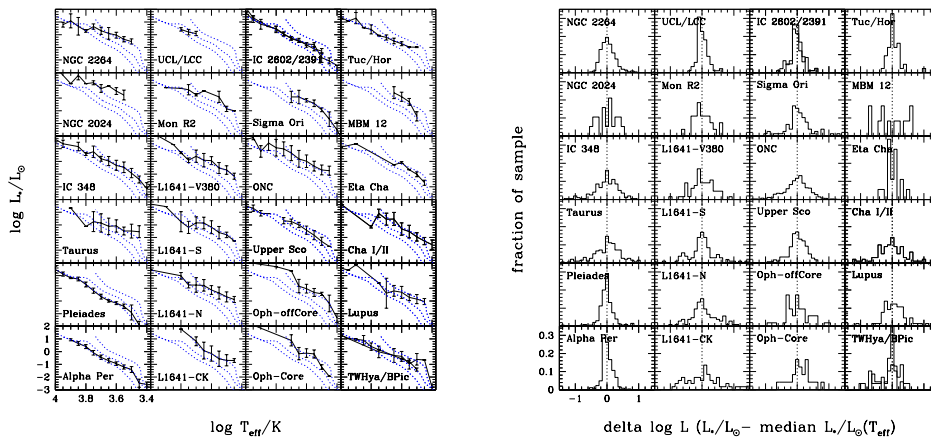 NGC 2264 UCL/LCC IC 2602/2391 Tuc/Hor
NGC 2024 Mon R2 Sigma Ori MBM 12
IC 348 L1641-V380 ONC Eta Cha
Taurus L1641-S Upper Sco Cha I/II
Pleiades L1641-N Oph-offCore Lupus
Alpha Per L1641-CK Oph-Core TWHya/BPic
2
1
0
-1
-2
-3
4 3.8 3.6 3.4
log L*/L☉
log T_eff/K
NGC 2264 UCL/LCC IC 2602/2391 Tuc/Hor
NGC 2024 Mon R2 Sigma Ori MBM 12
IC 348 L1641-V380 ONC Eta Cha
Taurus L1641-S Upper Sco Cha I/II
Pleiades L1641-N Oph-offCore Lupus
Alpha Per L1641-CK Oph-Core TWHya/BPic
0.3
0.2
0.1
0
-1 0 1
fraction of sample
delta log L (L*/L☉- median L*/L☉(T_eff)